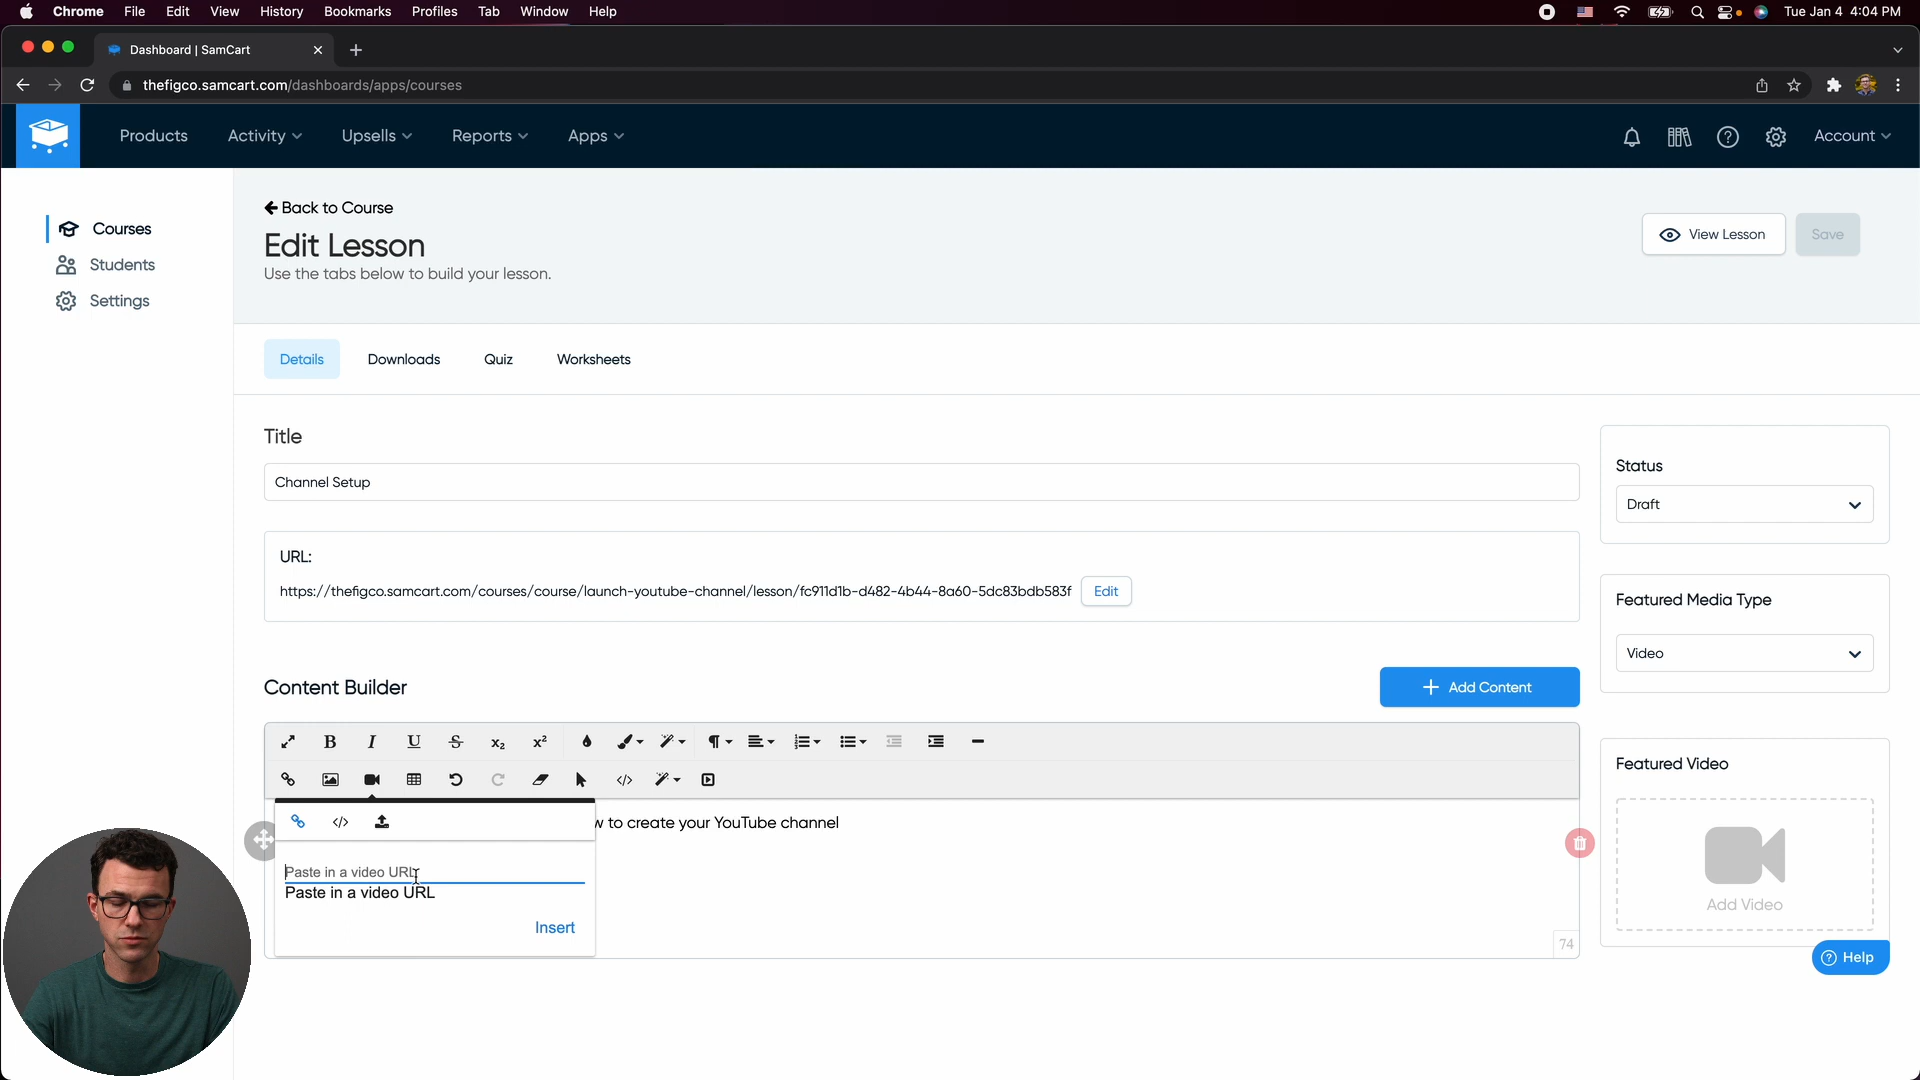 Chrome File Edit View History Bookmarks Profiles Tab Window Help Tue Jan 4 4:04 PM
Dashboard | SamCart
thefigco.samcart.com/dashboards/apps/courses
Products Activity Upsells Reports Apps Account
Courses
Students
Settings
Back to Course
Edit Lesson
Use the tabs below to build your lesson.
View Lesson Save
Details Downloads Quiz Worksheets
Title
Channel Setup
URL:
https://thefigco.samcart.com/courses/course/launch-youtube-channel/lesson/fc911d1b-d482-4b44-8a60-5dc83bdb583f Edit
Content Builder
+ Add Content
to create your YouTube channel
Paste in a video URL
Paste in a video URL
Insert
74
Status
Draft
Featured Media Type
Video
Featured Video
Add Video
Help